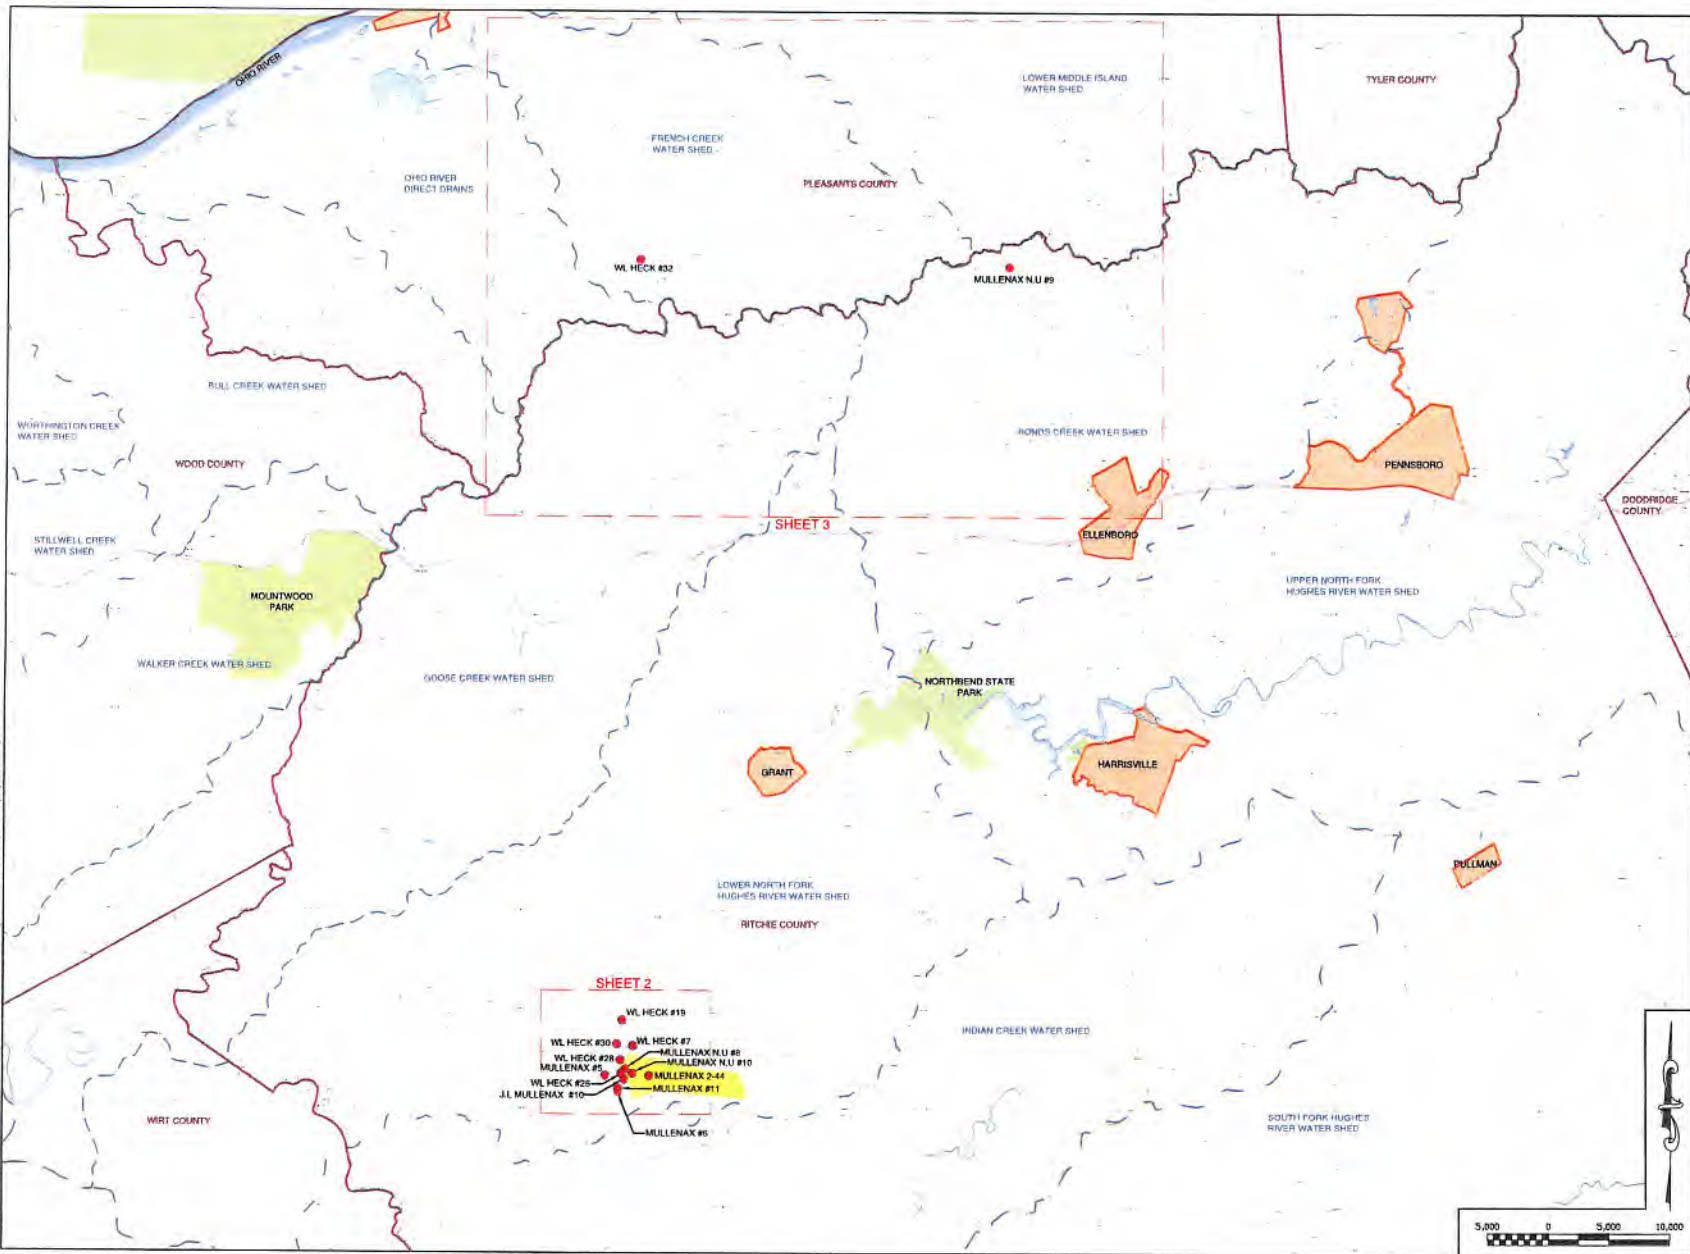 OHIO RIVER
LOWER MIDDLE ISLAND
WATER SHED
TYLER COUNTY
FRENCH CREEK
WATER SHED
OHIO RIVER
DIRECT DRAINS
PLEASANTS COUNTY
WL HECK #32
MULLENAX N.U #9
BULL CREEK WATER SHED
WORTHINGTON CREEK
WATER SHED
WOOD COUNTY
BONDS CREEK WATER SHED
PENNSBORO
DODDRIDGE
COUNTY
SHEET 3
ELLENBORO
STILLWELL CREEK
WATER SHED
MOUNTWOOD
PARK
UPPER NORTH FORK
HUGHES RIVER WATER SHED
WALKER CREEK WATER SHED
GOOSE CREEK WATER SHED
NORTHBEND STATE
PARK
GRANT
HARRISVILLE
PULLMAN
LOWER NORTH FORK
HUGHES RIVER WATER SHED
RITCHIE COUNTY
SHEET 2
WL HECK #19
WL HECK #30
WL HECK #7
MULLENAX N.U #8
WL HECK #28
MULLENAX N.U #10
MULLENAX #5
MULLENAX 2-44
WL HECK #26
MULLENAX #11
J.L MULLENAX #10
MULLENAX #6
INDIAN CREEK WATER SHED
WIRT COUNTY
SOUTH FORK HUGHES
RIVER WATER SHED
5,000 0 5,000 10,000